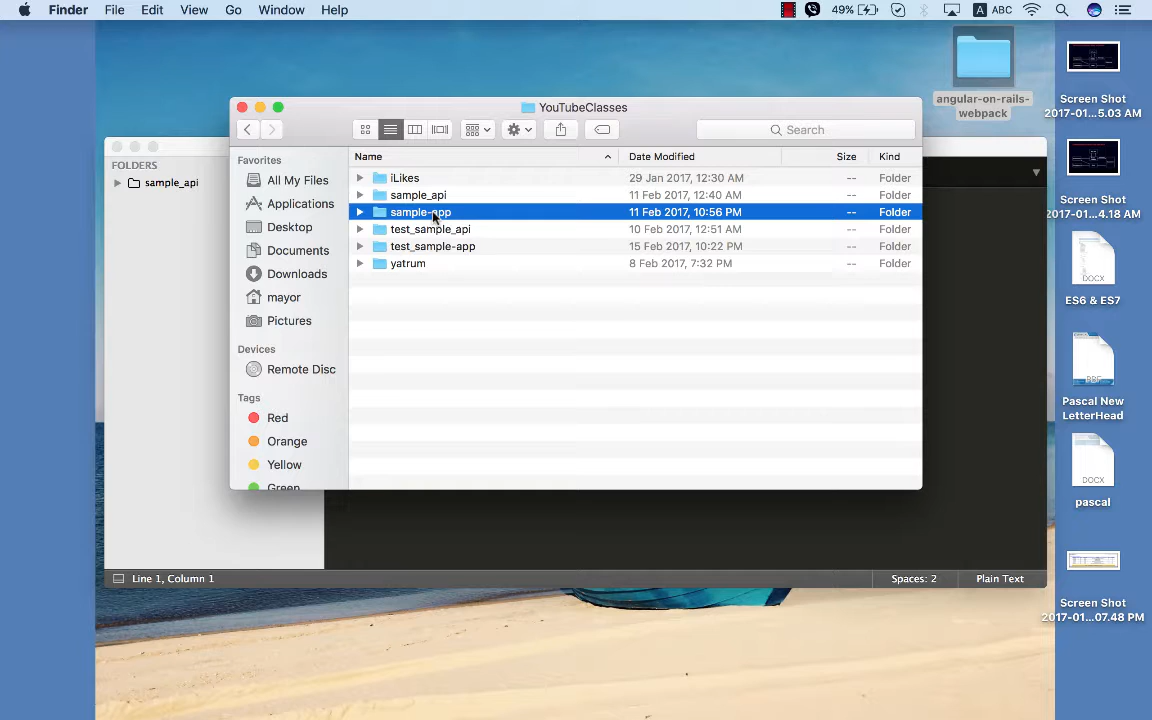 Finder File Edit View Go Window Help
49% A ABC
angular-on-rails-
webpack
Screen Shot
2017-01...5.03 AM
YouTubeClasses
Search
FOLDERS
sample_api
Favorites
All My Files
Applications
Desktop
Documents
Downloads
mayor
Pictures
Devices
Remote Disc
Tags
Red
Orange
Yellow
Green
Name Date Modified Size Kind
iLikes 29 Jan 2017, 12:30 AM -- Folder
sample_api 11 Feb 2017, 12:40 AM -- Folder
sample-app 11 Feb 2017, 10:56 PM -- Folder
test_sample_api 10 Feb 2017, 12:51 AM -- Folder
test_sample-app 15 Feb 2017, 10:22 PM -- Folder
yatrum 8 Feb 2017, 7:32 PM -- Folder
Screen Shot
2017-01...4.18 AM
DOCX
ES6 & ES7
PDF
Pascal New
LetterHead
DOCX
pascal
Screen Shot
2017-01...07.48 PM
Line 1, Column 1
Spaces: 2
Plain Text